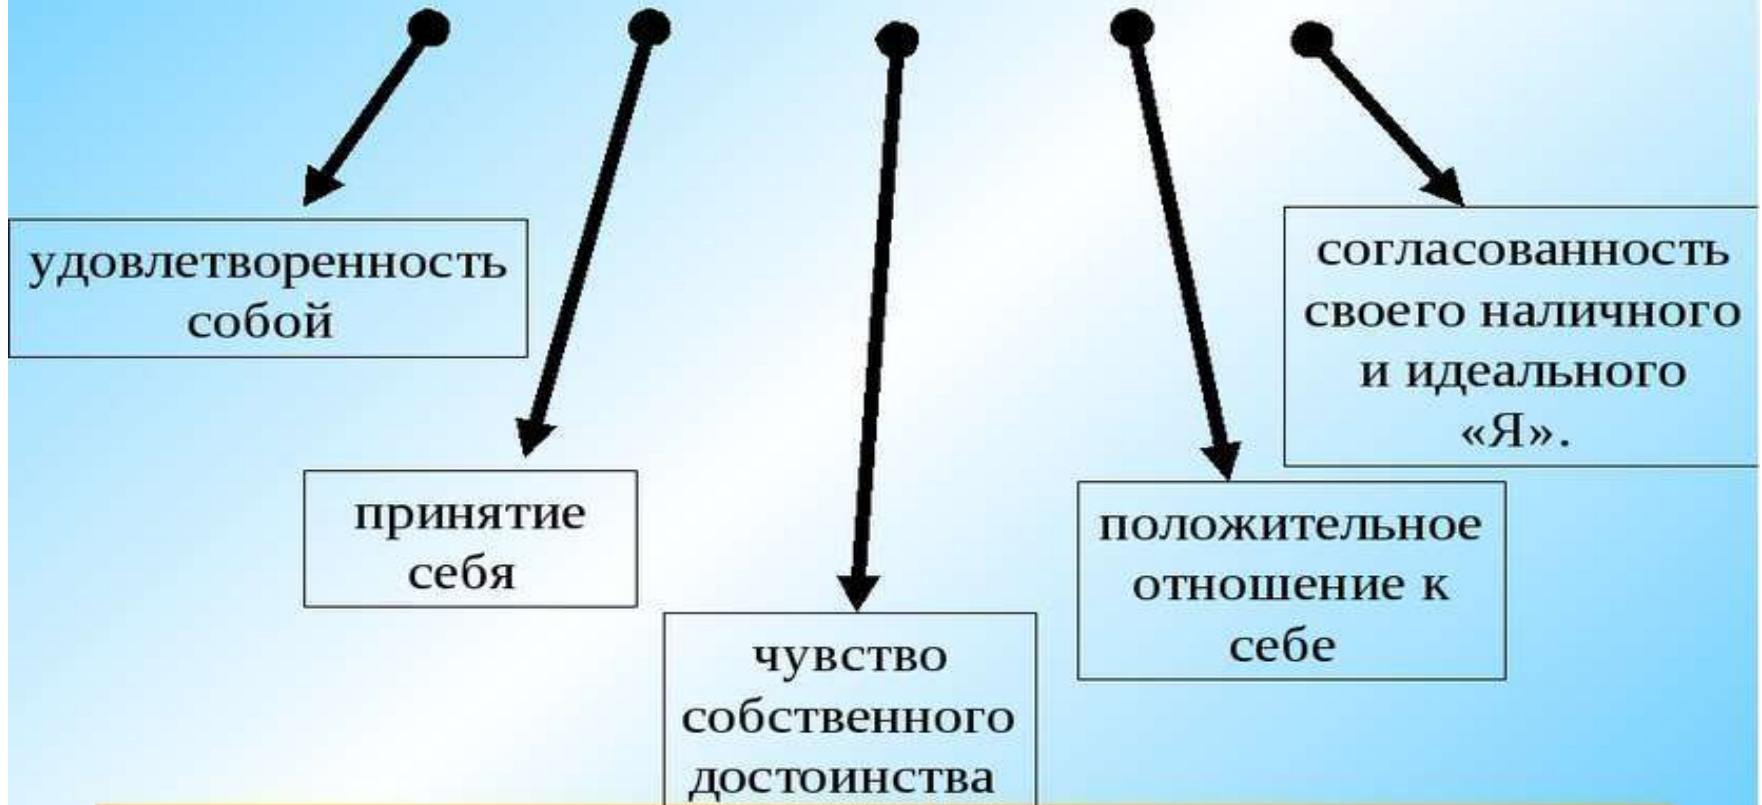 удовлетворенность
собой
принятие
себя
чувство
собственного
достоинства
положительное
отношение к
себе
согласованность
своего наличного
и идеального
«Я».